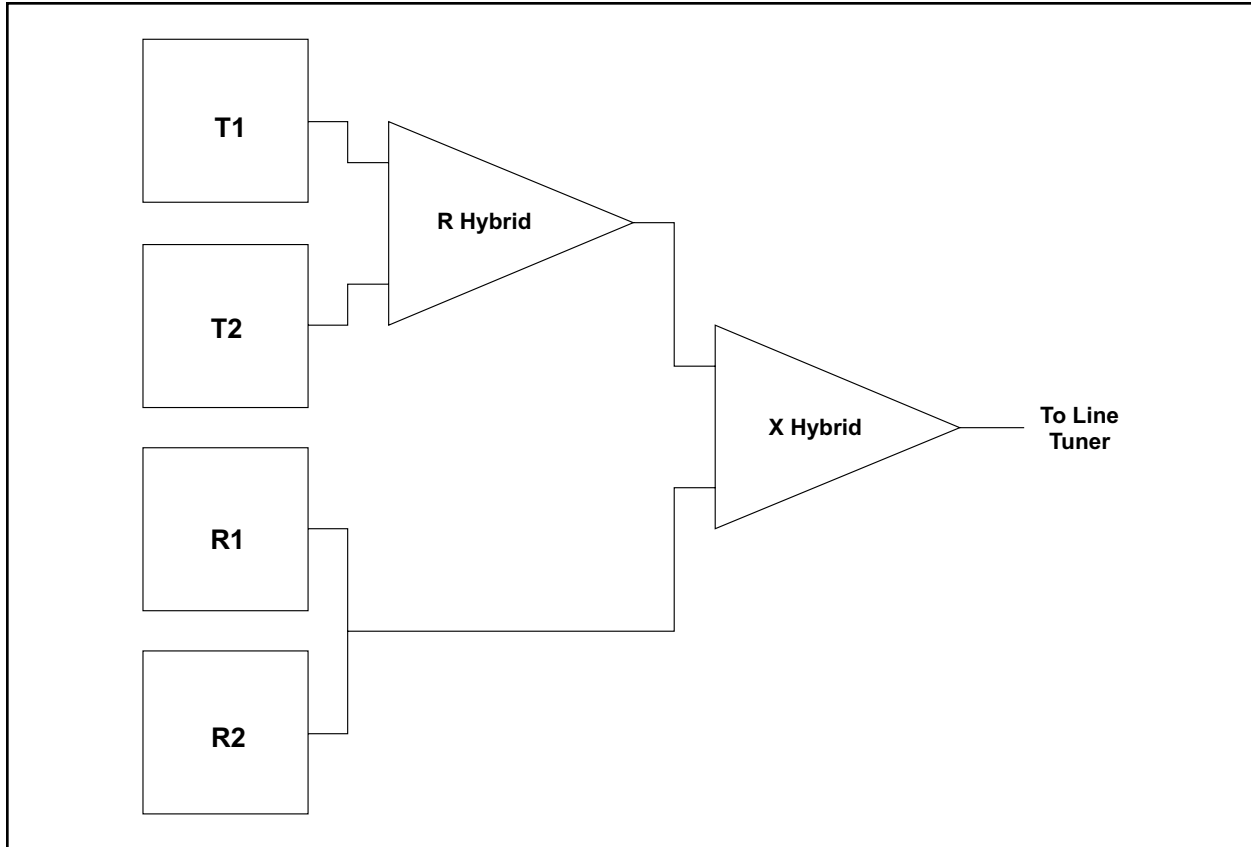 T1
R Hybrid
T2
X Hybrid
To Line
Tuner
R1
R2